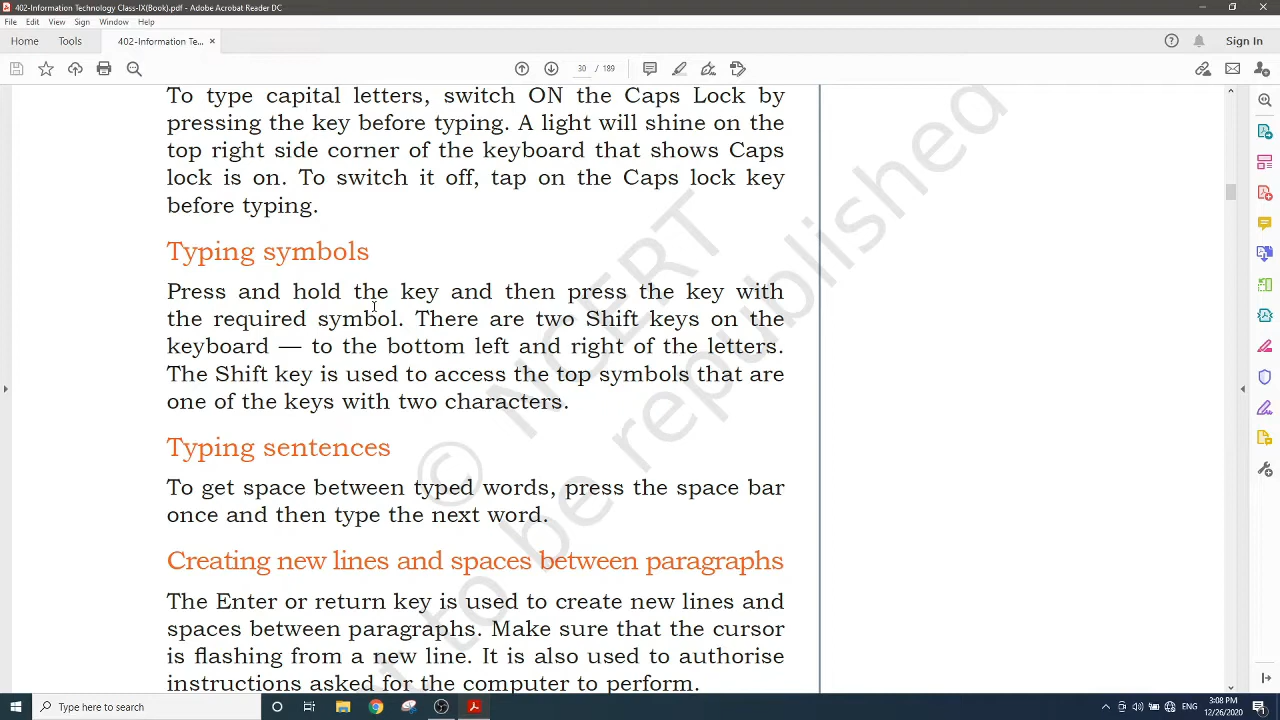 402-Information Technology Class-IX(Book).pdf - Adobe Acrobat Reader DC
File Edit View Sign Window Help
Home Tools 402-Information Te... × Sign In
30 / 189
To type capital letters, switch ON the Caps Lock by
pressing the key before typing. A light will shine on the
top right side corner of the keyboard that shows Caps
lock is on. To switch it off, tap on the Caps lock key
before typing.
Typing symbols
Press and hold the key and then press the key with
the required symbol. There are two Shift keys on the
keyboard — to the bottom left and right of the letters.
The Shift key is used to access the top symbols that are
one of the keys with two characters.
Typing sentences
To get space between typed words, press the space bar
once and then type the next word.
Creating new lines and spaces between paragraphs
The Enter or return key is used to create new lines and
spaces between paragraphs. Make sure that the cursor
is flashing from a new line. It is also used to authorise
instructions asked for the computer to perform.
© NCERT
to be republished
Type here to search
ENG
3:08 PM
12/26/2020